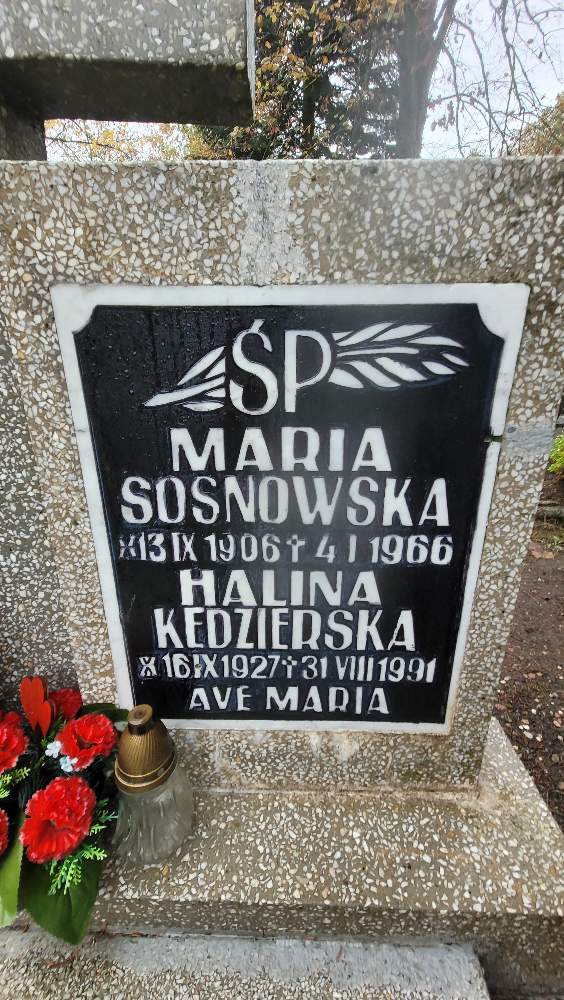 ŚP
MARIA
SOSNOWSKA
*13 IX 1906 † 4 I 1966
HALINA
KĘDZIERSKA
* 16 IX 1927 † 31 VIII 1991
AVE MARIA